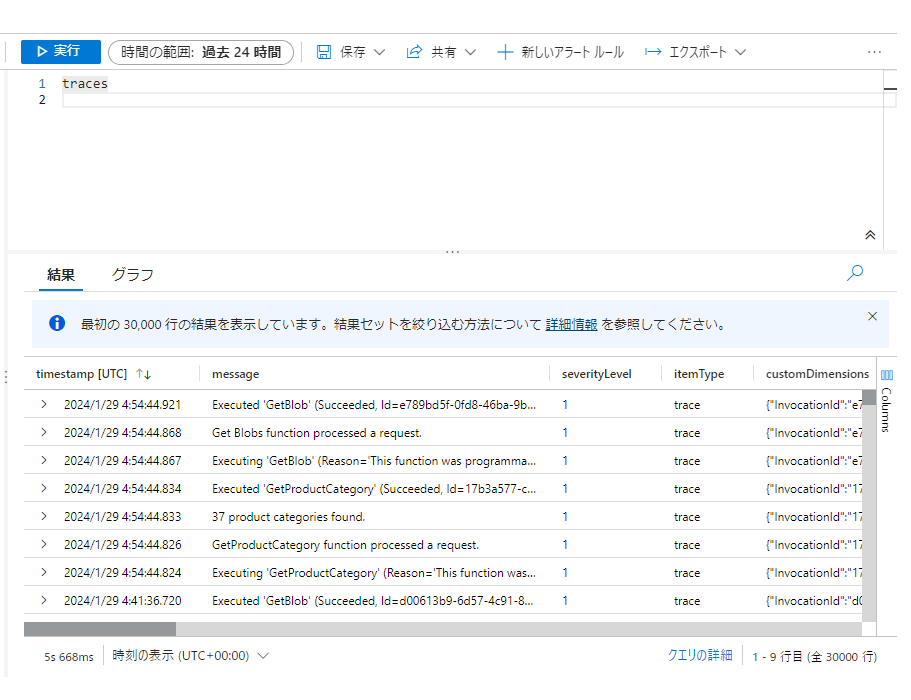 実行 時間の範囲: 過去 24 時間 保存 共有 新しいアラート ルール エクスポート ...
1 traces
2
...
結果 グラフ
最初の 30,000 行の結果を表示しています。結果セットを絞り込む方法について 詳細情報 を参照してください。
timestamp [UTC] message severityLevel itemType customDimensions
Columns
2024/1/29 4:54:44.921 Executed 'GetBlob' (Succeeded, Id=e789bd5f-0fd8-46ba-9b... 1 trace {"InvocationId":"e7
2024/1/29 4:54:44.868 Get Blobs function processed a request. 1 trace {"InvocationId":"e7
2024/1/29 4:54:44.867 Executing 'GetBlob' (Reason='This function was programma... 1 trace {"InvocationId":"e7
2024/1/29 4:54:44.834 Executed 'GetProductCategory' (Succeeded, Id=17b3a577-c... 1 trace {"InvocationId":"17
2024/1/29 4:54:44.833 37 product categories found. 1 trace {"InvocationId":"17
2024/1/29 4:54:44.826 GetProductCategory function processed a request. 1 trace {"InvocationId":"17
2024/1/29 4:54:44.824 Executing 'GetProductCategory' (Reason='This function was... 1 trace {"InvocationId":"17
2024/1/29 4:41:36.720 Executed 'GetBlob' (Succeeded, Id=d00613b9-6d57-4c91-8... 1 trace {"InvocationId":"d0
5s 668ms 時刻の表示 (UTC+00:00) クエリの詳細 1 - 9 行目 (全 30000 行)